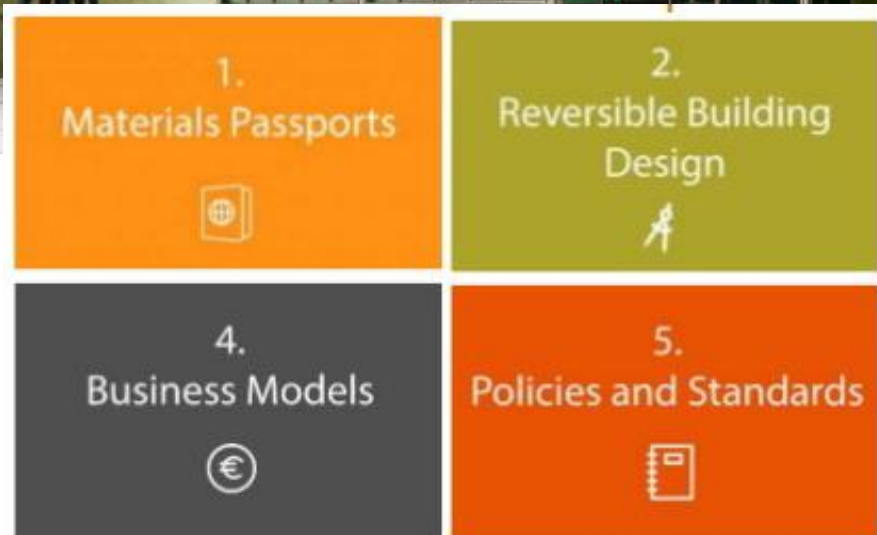 1.
Materials Passports
2.
Reversible Building
Design
4.
Business Models
€
5.
Policies and Standards